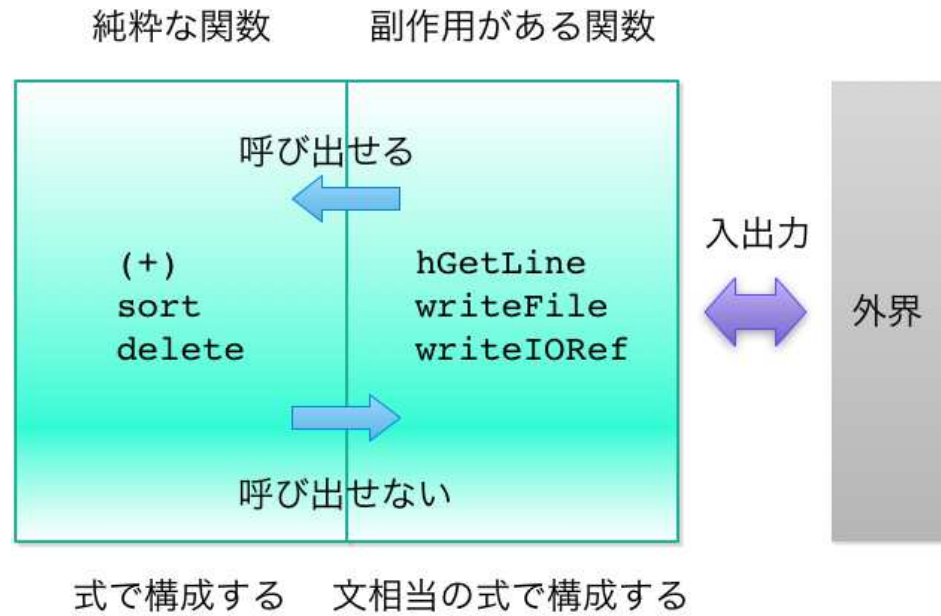 純粋な関数
副作用がある関数
呼び出せる
(+)
sort
delete
hGetLine
writeFile
writeIORef
呼び出せない
入出力
外界
式で構成する
文相当の式で構成する